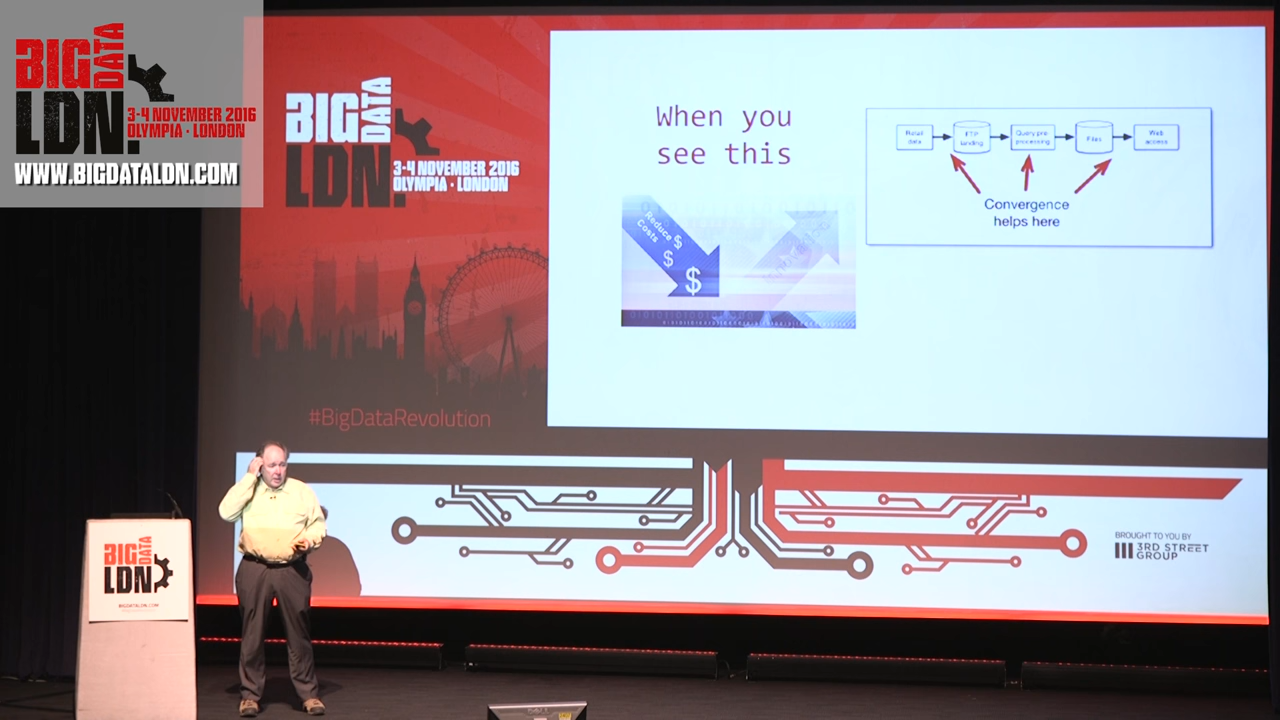 BIG DATA
LDN.
3-4 NOVEMBER 2016
OLYMPIA · LONDON
WWW.BIGDATALDN.COM
BIG DATA
LDN.
3-4 NOVEMBER 2016
OLYMPIA · LONDON
#BigDataRevolution
When you
see this
Reduce
Costs
$
$
$
Retail
data
FTP
landing
Query pre-
processing
Files
Web
access
Convergence
helps here
BROUGHT TO YOU BY
3RD STREET
GROUP
BIG DATA
LDN
BIGDATALDN.COM